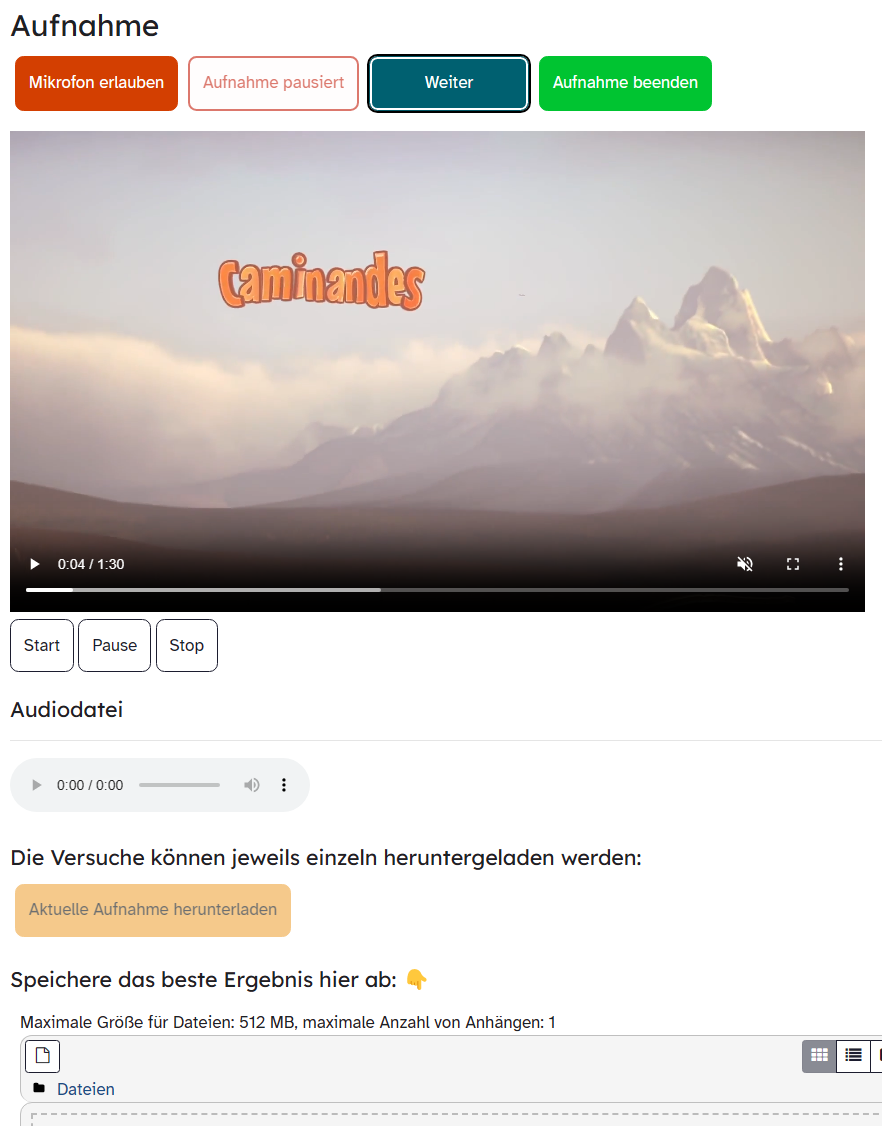 Aufnahme
Mikrofon erlauben Aufnahme pausiert Weiter Aufnahme beenden
Caminandes
0:04 / 1:30
Start Pause Stop
Audiodatei
0:00 / 0:00
Die Versuche können jeweils einzeln heruntergeladen werden:
Aktuelle Aufnahme herunterladen
Speichere das beste Ergebnis hier ab: 👇
Maximale Größe für Dateien: 512 MB, maximale Anzahl von Anhängen: 1
Dateien